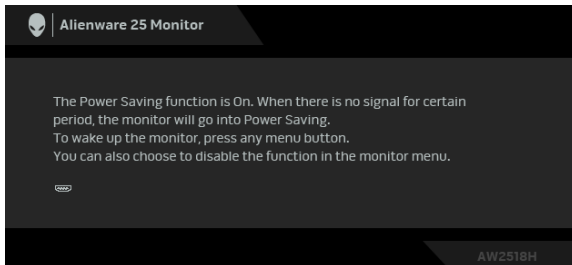 Alienware 25 Monitor
The Power Saving function is On. When there is no signal for certain
period, the monitor will go into Power Saving.
To wake up the monitor, press any menu button.
You can also choose to disable the function in the monitor menu.
AW2518H